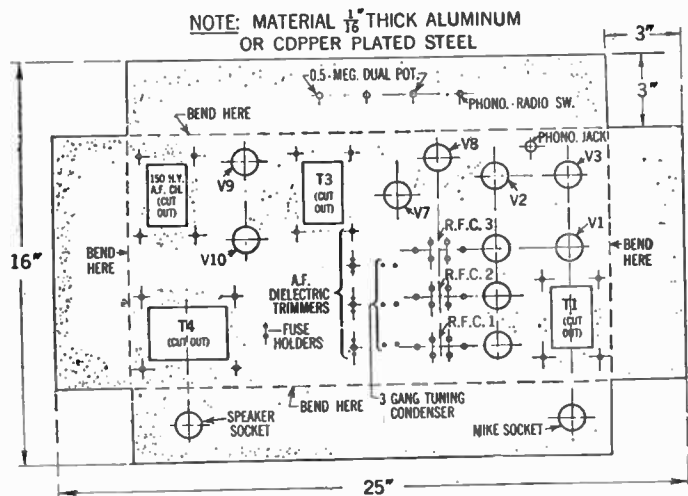 NOTE: MATERIAL 1/16" THICK ALUMINUM
OR CDPPER PLATED STEEL
3"
0.5-MEG. DUAL POT.
PHONO.-RADIO SW.
3"
BEND HERE
PHONO. JACK
V8
V3
150 H.Y.
A.F. CH.
(CUT
OUT)
V9
T3
(CUT
OUT)
V7
V2
V10
R.F.C. 3
V1
16"
BEND
HERE
BEND
HERE
A.F.
DIELECTRIC
TRIMMERS
R.F.C. 2
T4
(CUT OUT)
FUSE
HOLDERS
R.F.C. 1
T1
(CUT
OUT)
BEND HERE
3 GANG TUNING
CONDENSER
SPEAKER
SOCKET
MIKE SOCKET
25"